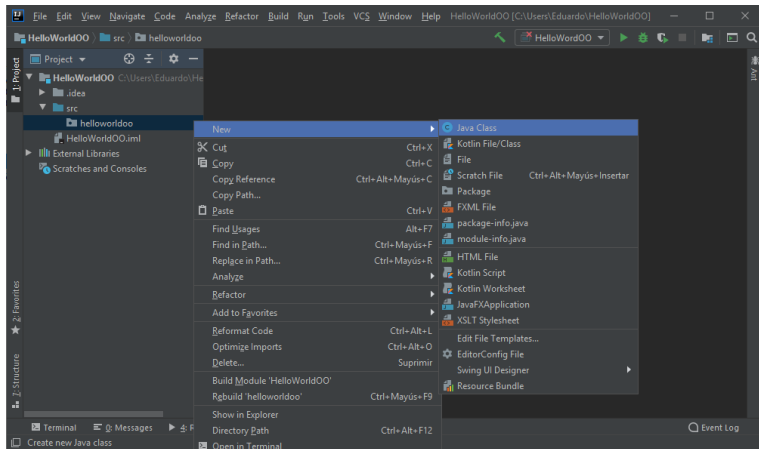 File Edit View Navigate Code Analyze Refactor Build Run Tools VCS Window Help HelloWorldOO [C:\Users\Eduardo\HelloWorldOO]
HelloWorldOO src helloworldoo HelloWordOO
1: Project
Project
Ant
HelloWorldOO C:\Users\Eduardo\He
.idea
src
helloworldoo
HelloWorldOO.iml
External Libraries
Scratches and Consoles
New
Cut Ctrl+X
Copy Ctrl+C
Copy Reference Ctrl+Alt+Mayús+C
Copy Path...
Paste Ctrl+V
Find Usages Alt+F7
Find in Path... Ctrl+Mayús+F
Replace in Path... Ctrl+Mayús+R
Analyze
Refactor
Add to Favorites
Reformat Code Ctrl+Alt+L
Optimize Imports Ctrl+Alt+O
Delete... Suprimir
Build Module 'HelloWorldOO'
Rebuild 'helloworldoo' Ctrl+Mayús+F9
Show in Explorer
Directory Path Ctrl+Alt+F12
Open in Terminal
Java Class
Kotlin File/Class
File
Scratch File Ctrl+Alt+Mayús+Insertar
Package
FXML File
package-info.java
module-info.java
HTML File
Kotlin Script
Kotlin Worksheet
JavaFXApplication
XSLT Stylesheet
Edit File Templates...
EditorConfig File
Swing UI Designer
Resource Bundle
2: Favorites
7: Structure
Terminal 0: Messages 4: R Event Log
Create new Java class